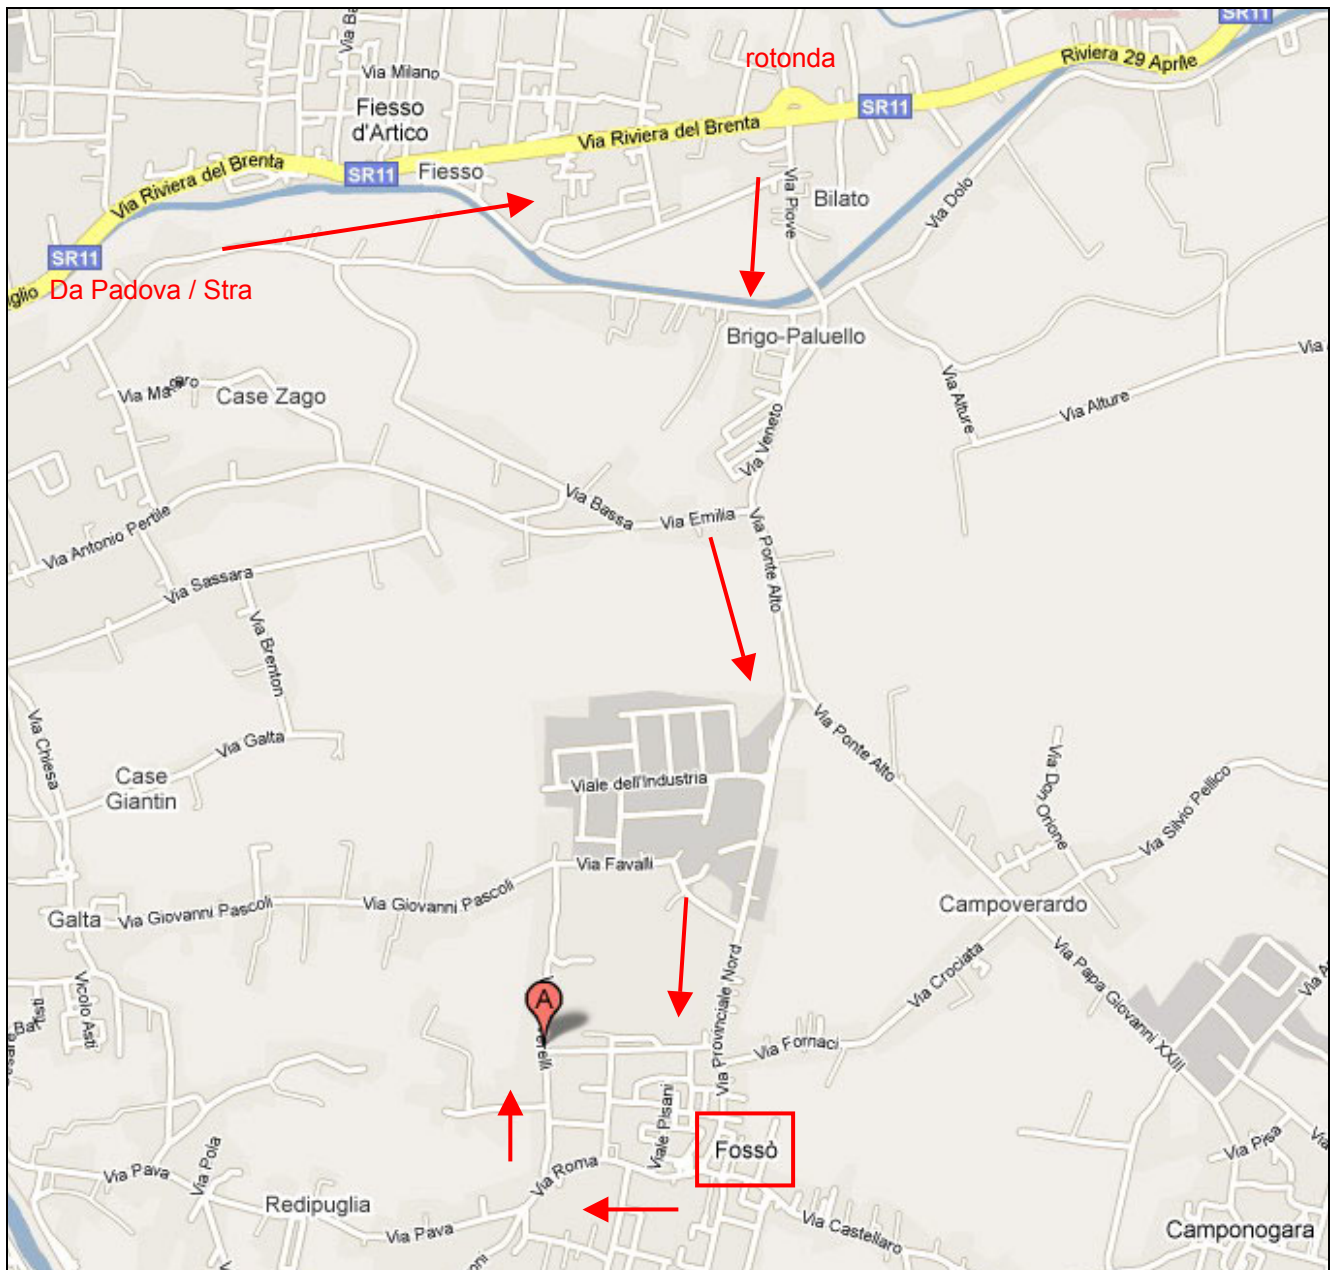 SR11
rotonda
Riviera 29 Aprile
Via Milano
Fiesso
d'Artico
SR11
Via Riviera del Brenta
Via Riviera del Brenta
SR11
Fiesso
Via Piove
Bilato
Via Dolo
SR11
Da Padova / Stra
Brigo-Paluello
Via
Case Zago
Via Alture
Via Alture
Via Veneto
Via Bassa
Via Emilia
Via Antonio Pertile
Via Ponte Alto
Via Sassara
Via Brenton
Via Chiesa
Via Galta
Via Ponte Alto
Case
Giantin
Viale dell'Industria
Via Don Orione
Via Silvio Pellico
Via Favalli
Galta
Via Giovanni Pascoli
Via Giovanni Pascoli
Campoverardo
Via Crociata
Via Papa Giovanni XXIII
Vicolo Asti
Via Provinciale Nord
A
Via Fornaci
Viale Pisani
Fossò
Via Pisa
Via Pava
Via Pola
Via Roma
Redipuglia
Via Pava
Via Castellaro
Camponogara